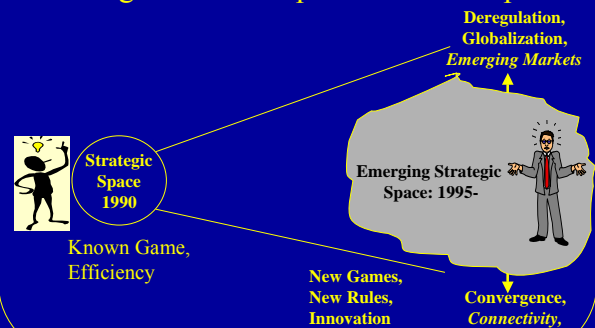 Deregulation,
Globalization,
Emerging Markets
Strategic
Space
1990
Emerging Strategic
Space: 1995-
Known Game,
Efficiency
New Games,
New Rules,
Innovation
Convergence,
Connectivity,